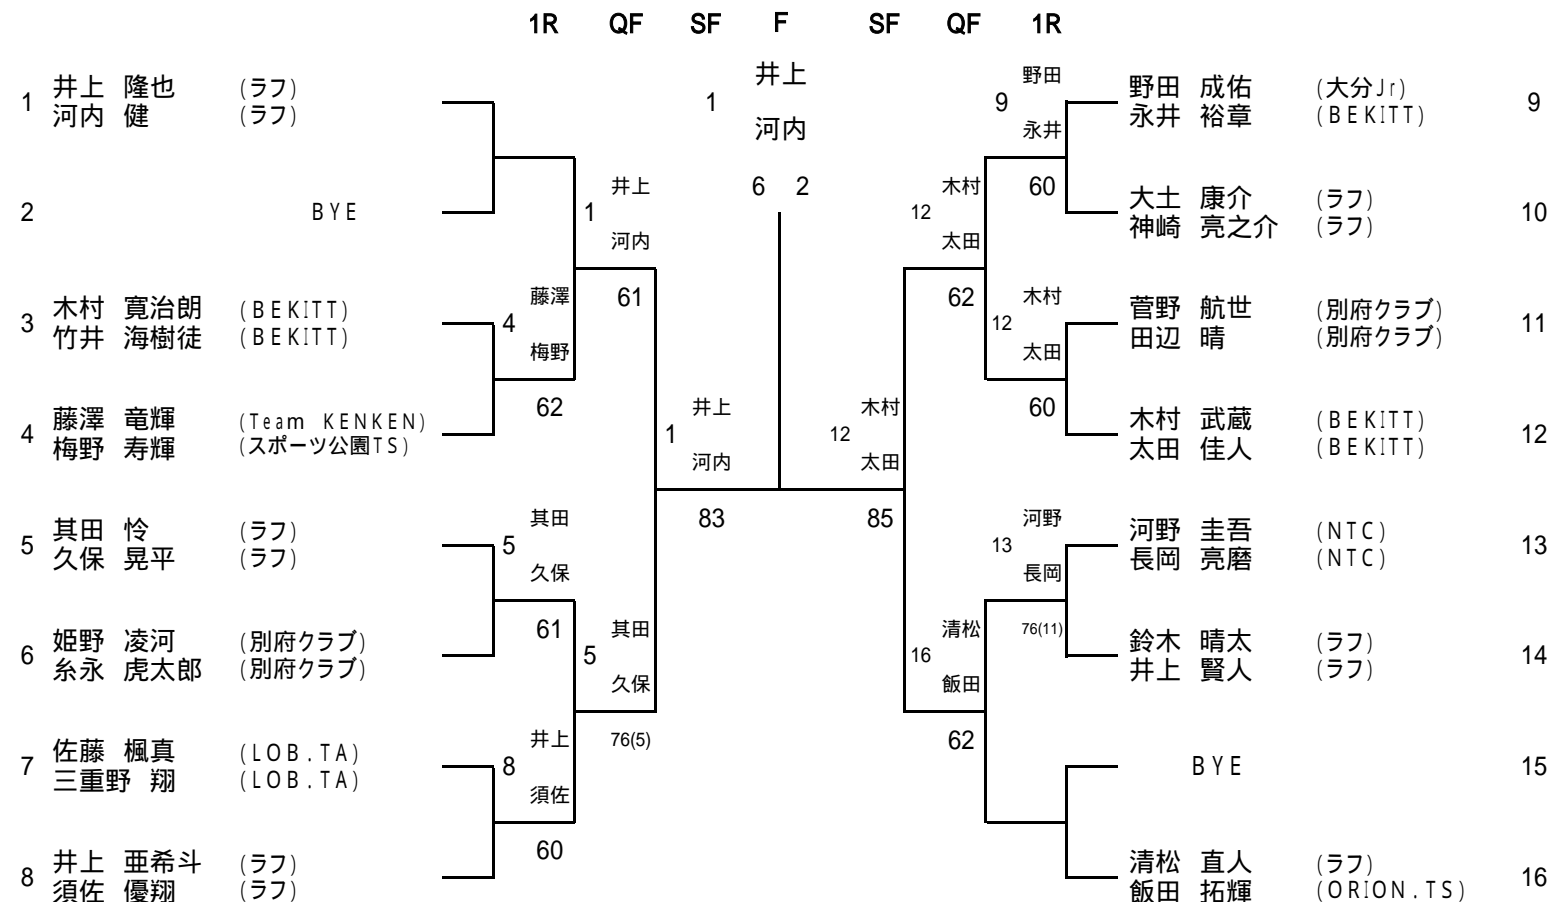 1R QF SF F SF QF 1R
1 井上 隆也 (ラフ)
河内 健 (ラフ)
2 BYE
3 木村 寛治朗 (BEKITT)
竹井 海樹徒 (BEKITT)
4 藤澤 竜輝 (Team KENKEN)
梅野 寿輝 (スポーツ公園TS)
5 其田 怜 (ラフ)
久保 晃平 (ラフ)
6 姫野 凌河 (別府クラブ)
糸永 虎太郎 (別府クラブ)
7 佐藤 楓真 (LOB.TA)
三重野 翔 (LOB.TA)
8 井上 亜希斗 (ラフ)
須佐 優翔 (ラフ)
4 藤澤
梅野
62
5 其田
久保
61
8 井上
須佐
60
1 井上
河内
61
5 其田
久保
76(5)
1 井上
河内
83
1 井上
河内
6 2
12 木村
太田
85
12 木村
太田
62
16 清松
飯田
62
9 野田
永井
60
12 木村
太田
60
13 河野
長岡
76(11)
野田 成佑 (大分Jr) 9
永井 裕章 (BEKITT)
大土 康介 (ラフ) 10
神崎 亮之介 (ラフ)
菅野 航世 (別府クラブ) 11
田辺 晴 (別府クラブ)
木村 武蔵 (BEKITT) 12
太田 佳人 (BEKITT)
河野 圭吾 (NTC) 13
長岡 亮磨 (NTC)
鈴木 晴太 (ラフ) 14
井上 賢人 (ラフ)
BYE 15
清松 直人 (ラフ) 16
飯田 拓輝 (ORION.TS)